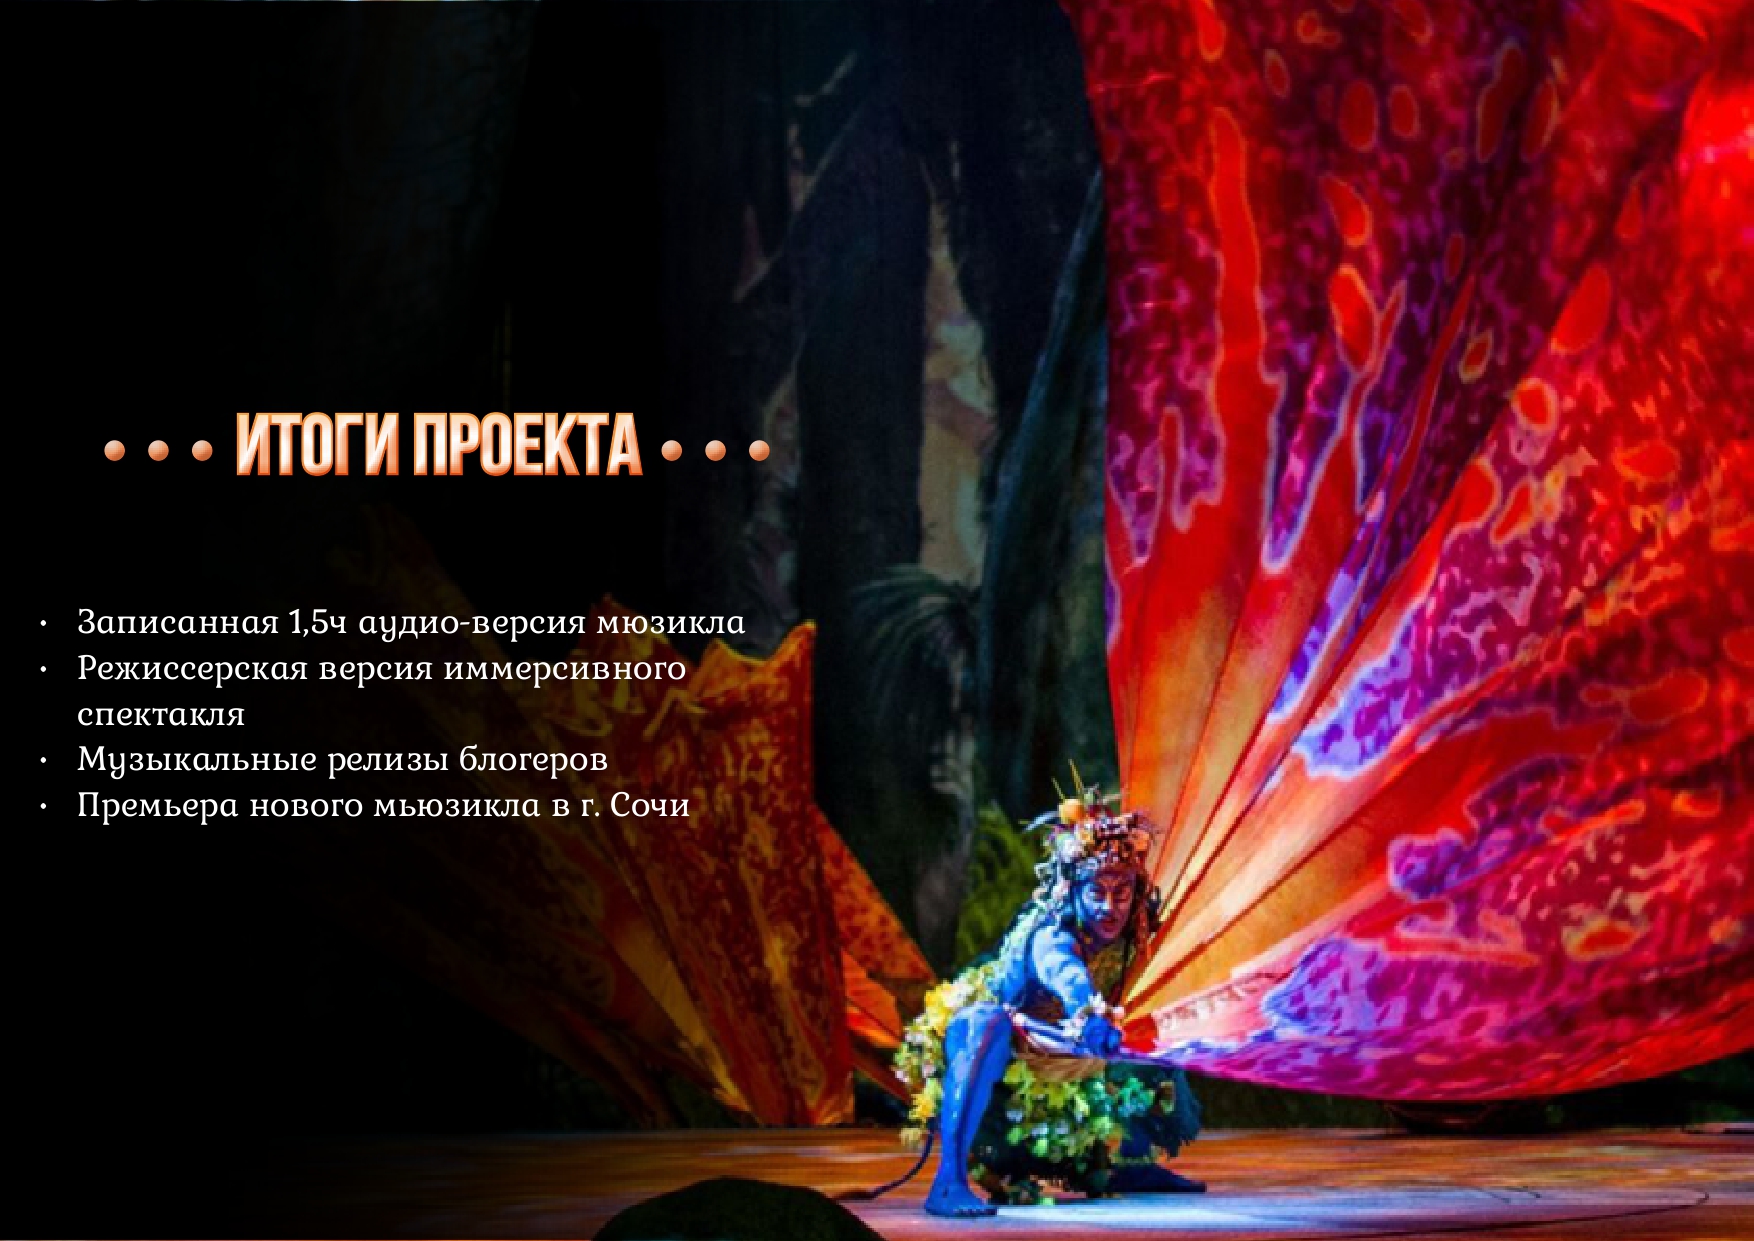 ••• ИТОГИ ПРОЕКТА •••
• Записанная 1,5ч аудио-версия мюзикла
• Режиссерская версия иммерсивного
спектакля
• Музыкальные релизы блогеров
• Премьера нового мьюзикла в г. Сочи